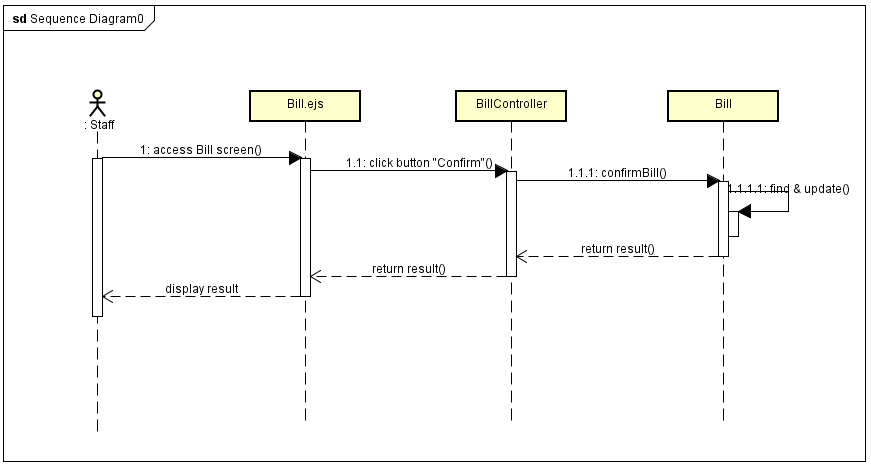 sd Sequence Diagram0
Bill.ejs
BillController
Bill
: Staff
1: access Bill screen()
1.1: click button "Confirm"()
1.1.1: confirmBill()
1.1.1.1: find & update()
return result()
return result()
display result